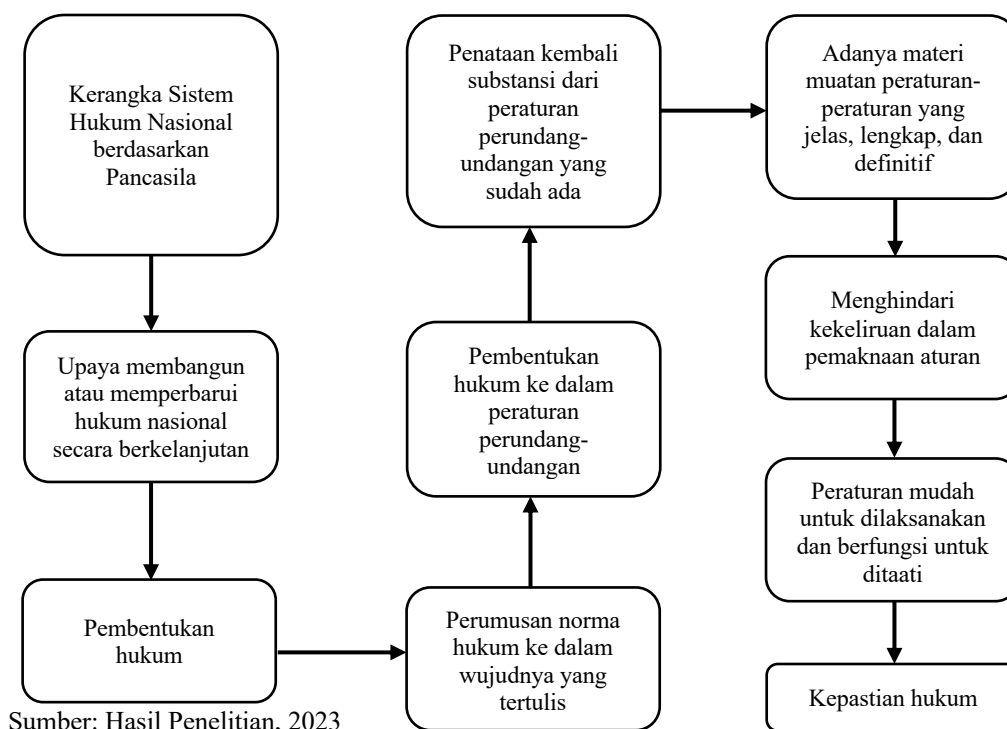 Kerangka Sistem
Hukum Nasional
berdasarkan
Pancasila
Upaya membangun
atau memperbarui
hukum nasional
secara berkelanjutan
Pembentukan
hukum
Perumusan norma
hukum ke dalam
wujudnya yang
tertulis
Pembentukan
hukum ke dalam
peraturan
perundang-
undangan
Penataan kembali
substansi dari
peraturan
perundang-
undangan yang
sudah ada
Adanya materi
muatan peraturan-
peraturan yang
jelas, lengkap, dan
definitif
Menghindari
kekeliruan dalam
pemaknaan aturan
Peraturan mudah
untuk dilaksanakan
dan berfungsi untuk
ditaati
Kepastian hukum
Sumber: Hasil Penelitian, 2023